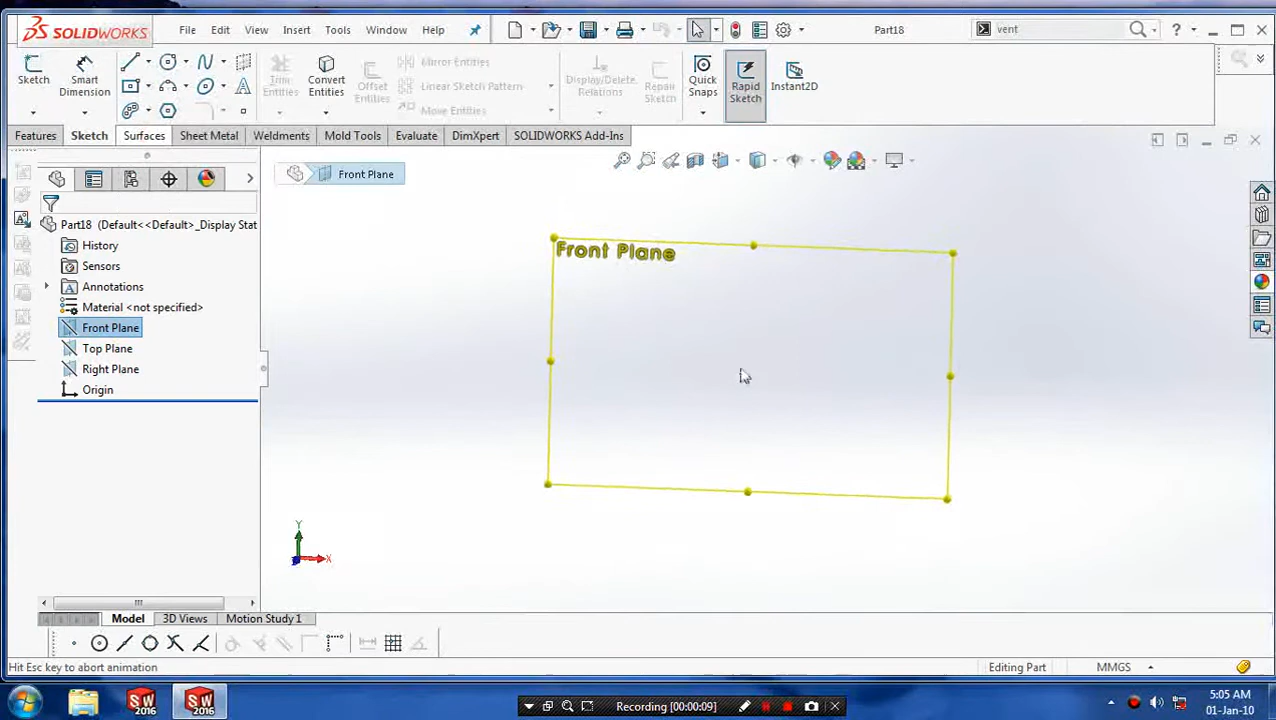 SOLIDWORKS File Edit View Insert Tools Window Help Part18 vent
Sketch Smart Dimension Trim Entities Convert Entities Offset Entities Mirror Entities Linear Sketch Pattern Move Entities Display/Delete Relations Repair Sketch Quick Snaps Rapid Sketch Instant2D
Features Sketch Surfaces Sheet Metal Weldments Mold Tools Evaluate DimXpert SOLIDWORKS Add-Ins
Front Plane
Part18 (Default<<Default>_Display Stat
History
Sensors
Annotations
Material <not specified>
Front Plane
Top Plane
Right Plane
Origin
Front Plane
Y
X
Model 3D Views Motion Study 1
Hit Esc key to abort animation Editing Part MMGS
SW 2016 SW 2016 Recording [00:00:09] 5:05 AM
01-Jan-10